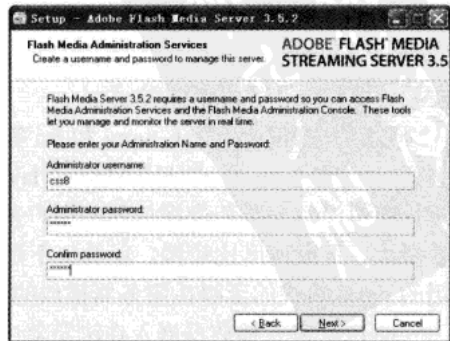 Setup - Adobe Flash Media Server 3.5.2
Flash Media Administration Services
Create a username and password to manage this server.
ADOBE® FLASH® MEDIA
STREAMING SERVER 3.5
Flash Media Server 3.5.2 requires a username and password so you can access Flash
Media Administration Services and the Flash Media Administration Console. These tools
let you manage and monitor the server in real time.
Please enter your Administration Name and Password:
Administrator username:
css8
Administrator password:
******
Confirm password:
******
< Back
Next >
Cancel